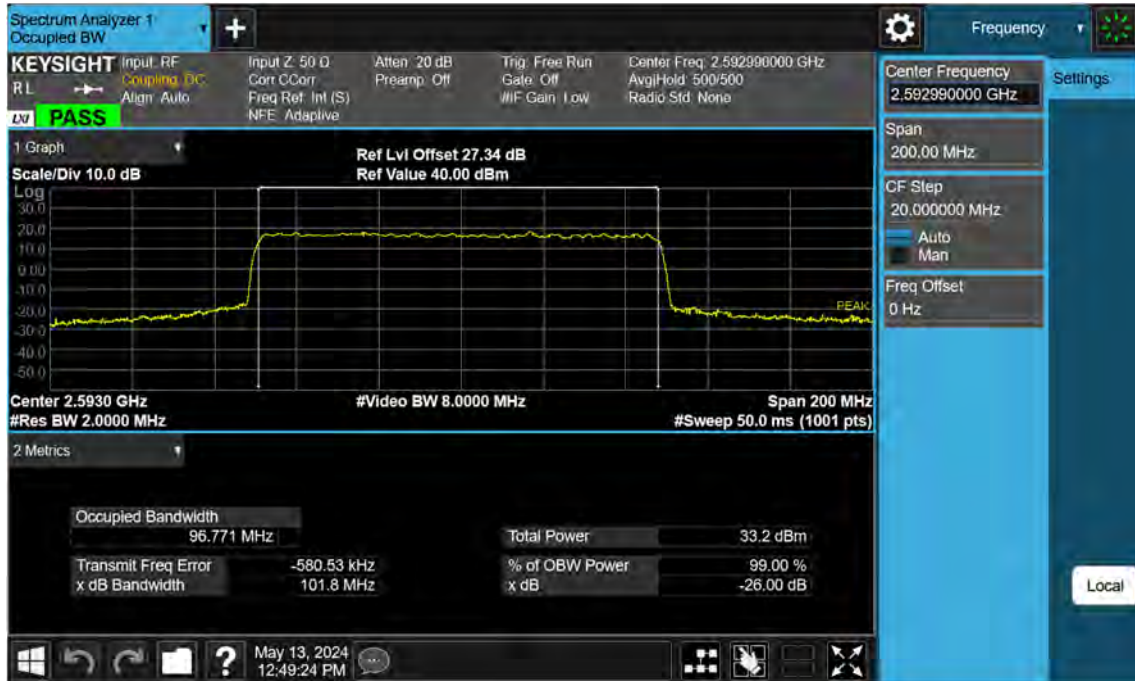 Spectrum Analyzer 1
Occupied BW
Frequency
KEYSIGHT
Input: RF
Coupling: DC
Align: Auto
Input Z: 50 Ω
Corr CCorr
Freq Ref: Int (S)
NFE: Adaptive
Atten: 20 dB
Preamp: Off
Trig: Free Run
Gate: Off
#IF Gain: Low
Center Freq: 2.592990000 GHz
Avg|Hold: 500/500
Radio Std: None
RL
LXI
PASS
Center Frequency
2.592990000 GHz
Settings
Span
200.00 MHz
CF Step
20.000000 MHz
Auto
Man
Freq Offset
0 Hz
1 Graph
Scale/Div 10.0 dB
Ref Lvl Offset 27.34 dB
Ref Value 40.00 dBm
Log
30.0
20.0
10.0
0.00
-10.0
-20.0
-30.0
-40.0
-50.0
PEAK
Center 2.5930 GHz
#Res BW 2.0000 MHz
#Video BW 8.0000 MHz
Span 200 MHz
#Sweep 50.0 ms (1001 pts)
2 Metrics
Occupied Bandwidth
96.771 MHz
Total Power 33.2 dBm
Transmit Freq Error -580.53 kHz
% of OBW Power 99.00 %
x dB Bandwidth 101.8 MHz
x dB -26.00 dB
Local
?
May 13, 2024
12:49:24 PM